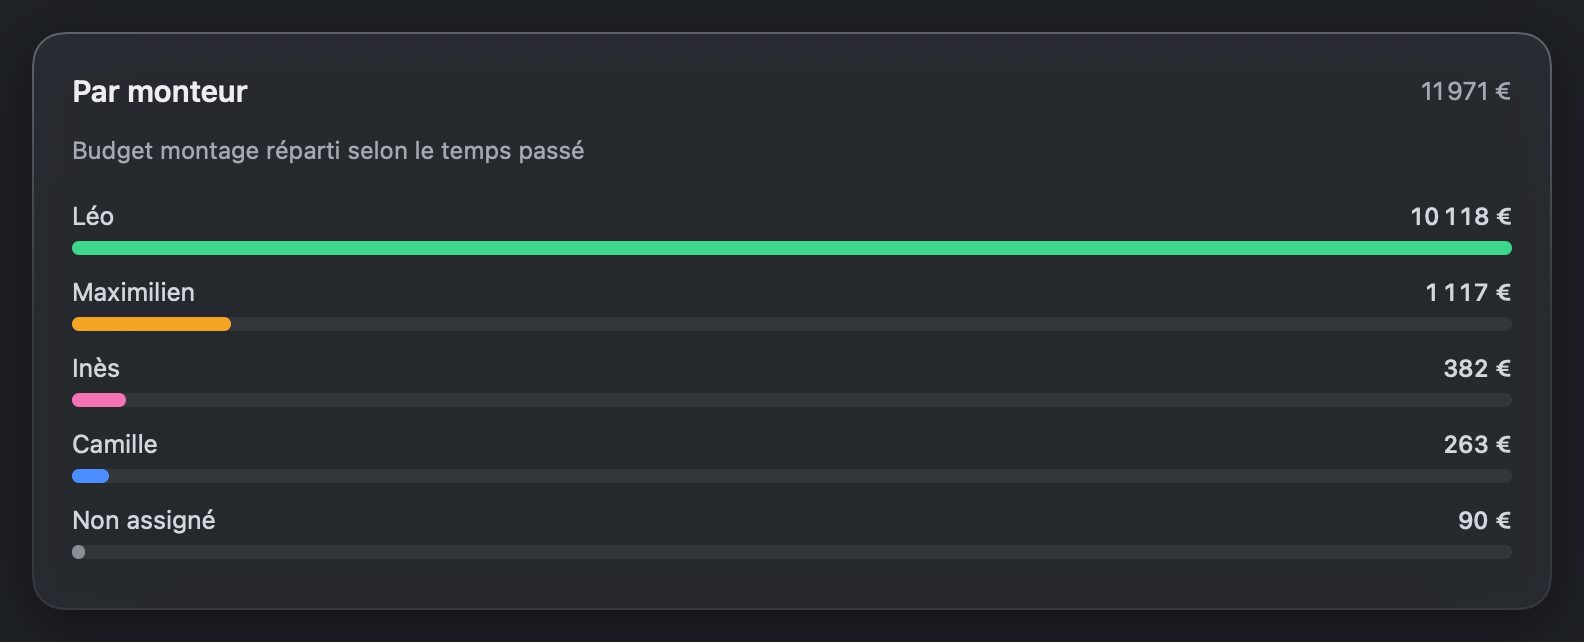 Par monteur
11 971 €
Budget montage réparti selon le temps passé
Léo
10 118 €
Maximilien
1 117 €
Inès
382 €
Camille
263 €
Non assigné
90 €